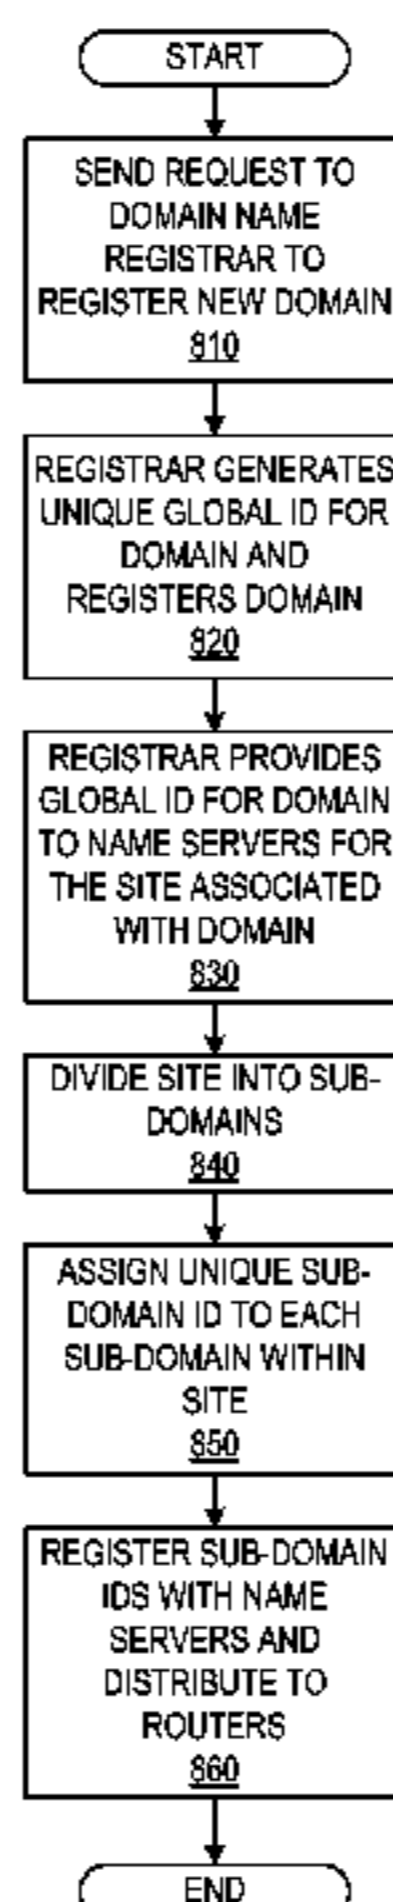 START
SEND REQUEST TO
DOMAIN NAME
REGISTRAR TO
REGISTER NEW DOMAIN
810
REGISTRAR GENERATES
UNIQUE GLOBAL ID FOR
DOMAIN AND
REGISTERS DOMAIN
820
REGISTRAR PROVIDES
GLOBAL ID FOR DOMAIN
TO NAME SERVERS FOR
THE SITE ASSOCIATED
WITH DOMAIN
830
DIVIDE SITE INTO SUB-
DOMAINS
840
ASSIGN UNIQUE SUB-
DOMAIN ID TO EACH
SUB-DOMAIN WITHIN
SITE
850
REGISTER SUB-DOMAIN
IDS WITH NAME
SERVERS AND
DISTRIBUTE TO
ROUTERS
860
END